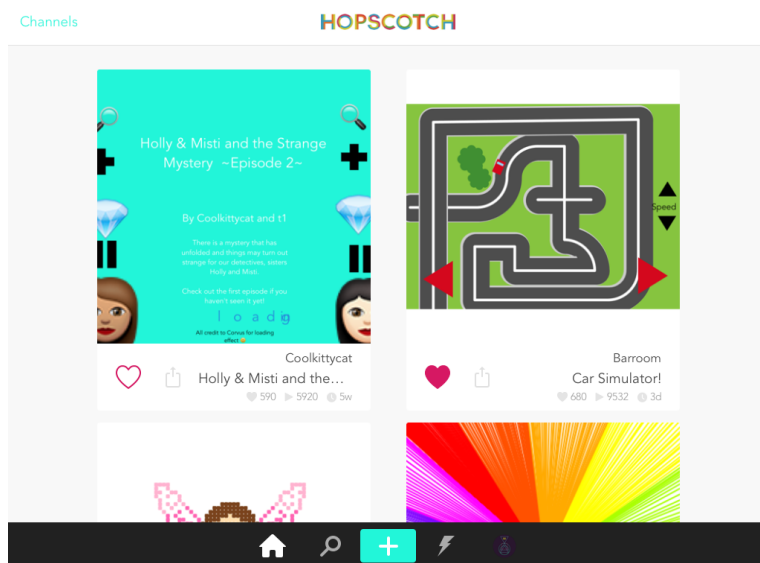 Channels
HOPSCOTCH
Holly & Misti and the Strange
Mystery ~Episode 2~
By Coolkittycat and t1
There is a mystery that has
unfolded and things may turn out
strange for our detectives, sisters
Holly and Misti
Check out the first episode if you
haven't seen it yet!
l o a d
All credit to Corvus for loading
effect
Coolkittycat
Holly & Misti and the...
590 5920 5w
Speed
Barroom
Car Simulator!
680 9532 3d